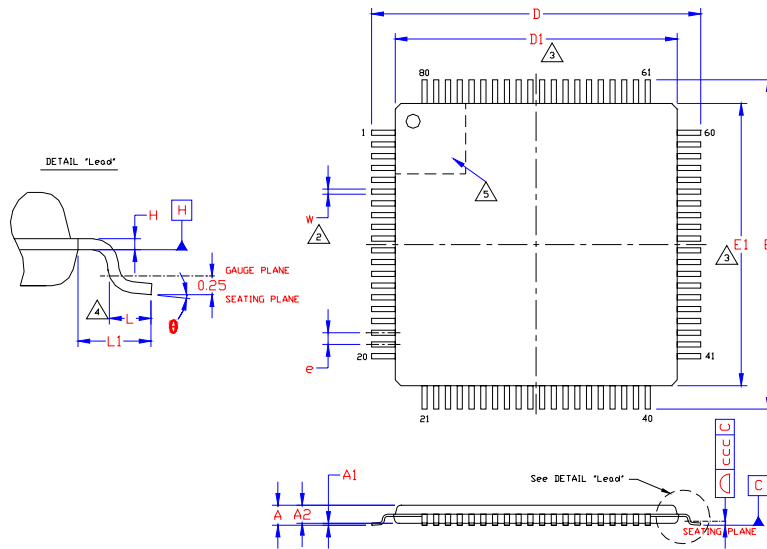 D
D1
3
80
61
1
60
DETAIL "Lead"
5
w
2
H
H
E1
3
E
GAUGE PLANE
0.25
SEATING PLANE
4
L
θ
L1
e
20
41
21
40
A1
See DETAIL "Lead"
C
A
A2
SEATING PLANE